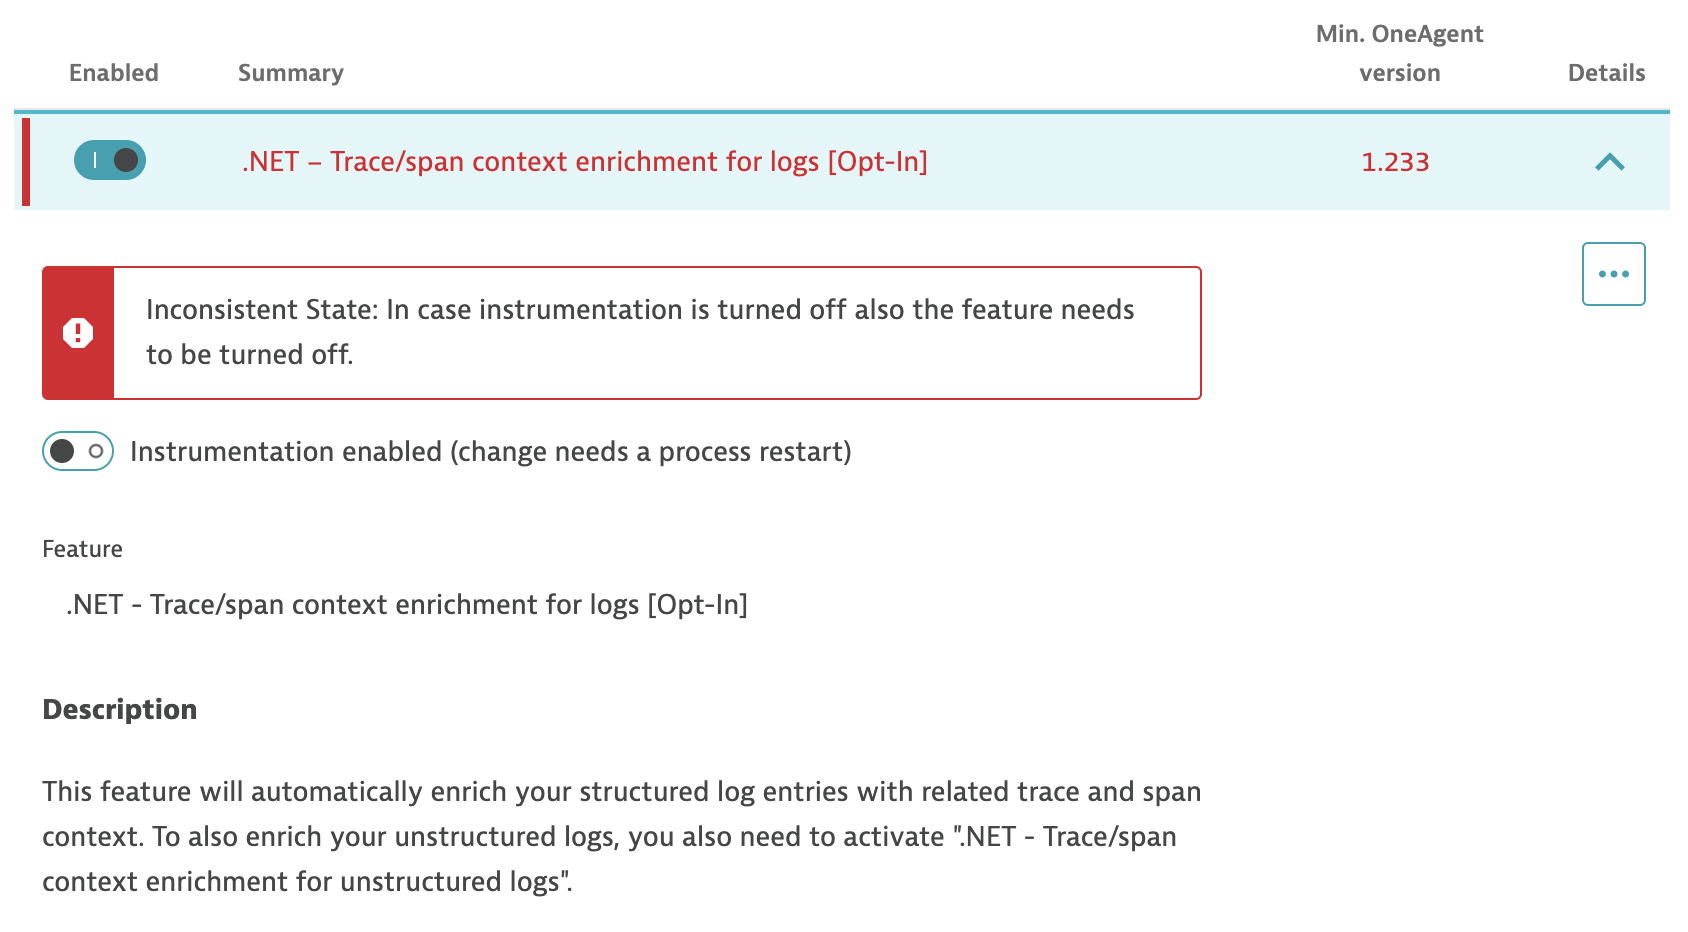 Enabled Summary Min. OneAgent version Details
.NET – Trace/span context enrichment for logs [Opt-In] 1.233
Inconsistent State: In case instrumentation is turned off also the feature needs
to be turned off.
Instrumentation enabled (change needs a process restart)
Feature
.NET - Trace/span context enrichment for logs [Opt-In]
Description
This feature will automatically enrich your structured log entries with related trace and span
context. To also enrich your unstructured logs, you also need to activate ".NET - Trace/span
context enrichment for unstructured logs".